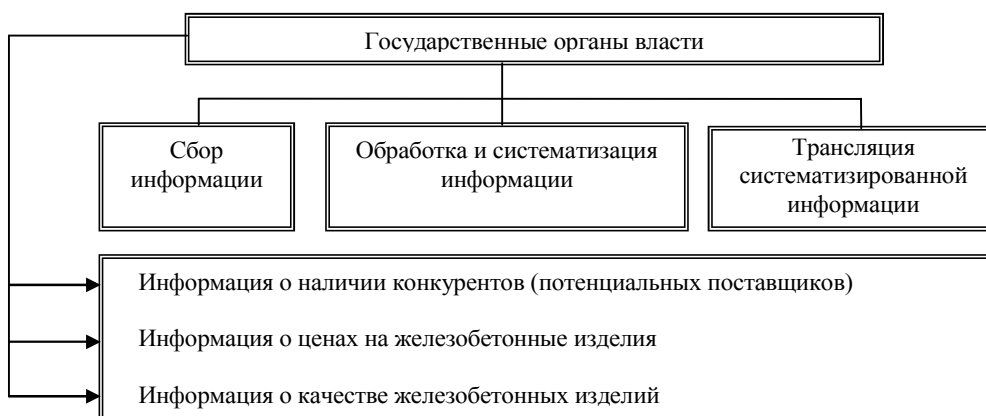 Государственные органы власти
Сбор
информации
Обработка и систематизация
информации
Трансляция
систематизированной
информации
Информация о наличии конкурентов (потенциальных поставщиков)
Информация о ценах на железобетонные изделия
Информация о качестве железобетонных изделий